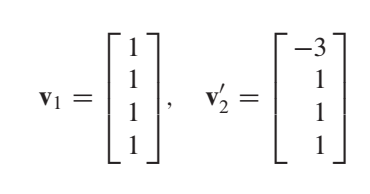 v₁ = [1 1 1 1], v′₂ = [−3 1 1 1]